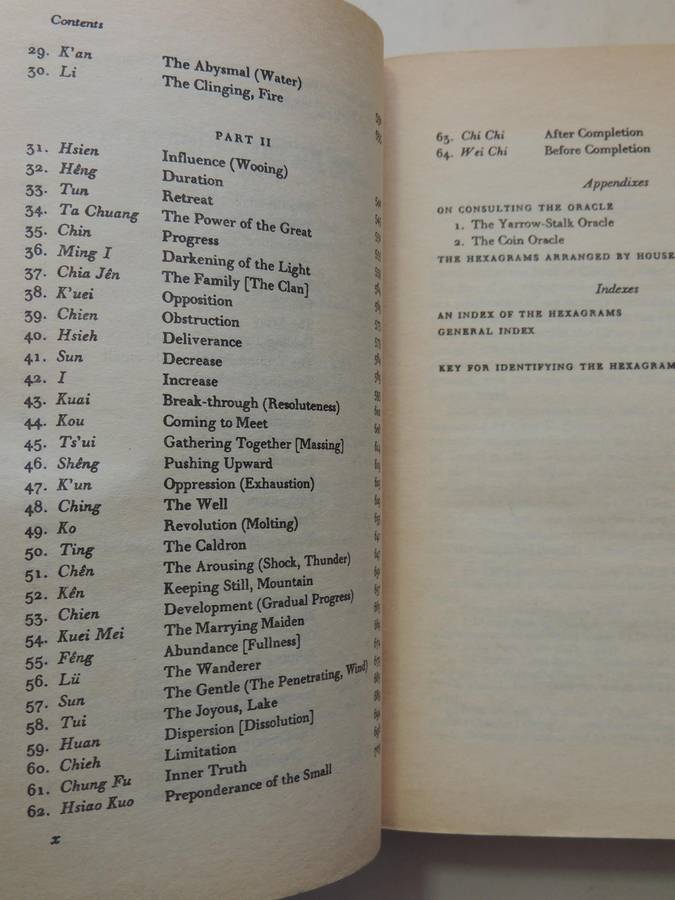 Contents
29. K'an The Abysmal (Water)
30. Li The Clinging, Fire
PART II
31. Hsien Influence (Wooing)
32. Hêng Duration
33. Tun Retreat
34. Ta Chuang The Power of the Great
35. Chin Progress
36. Ming I Darkening of the Light
37. Chia Jên The Family [The Clan]
38. K'uei Opposition
39. Chien Obstruction
40. Hsieh Deliverance
41. Sun Decrease
42. I Increase
43. Kuai Break-through (Resoluteness)
44. Kou Coming to Meet
45. Ts'ui Gathering Together [Massing]
46. Shêng Pushing Upward
47. K'un Oppression (Exhaustion)
48. Ching The Well
49. Ko Revolution (Molting)
50. Ting The Caldron
51. Chên The Arousing (Shock, Thunder)
52. Kên Keeping Still, Mountain
53. Chien Development (Gradual Progress)
54. Kuei Mei The Marrying Maiden
55. Fêng Abundance [Fullness]
56. Lü The Wanderer
57. Sun The Gentle (The Penetrating, Wind)
58. Tui The Joyous, Lake
59. Huan Dispersion [Dissolution]
60. Chieh Limitation
61. Chung Fu Inner Truth
62. Hsiao Kuo Preponderance of the Small
x
63. Chi Chi After Completion
64. Wei Chi Before Completion
Appendixes
ON CONSULTING THE ORACLE
1. The Yarrow-Stalk Oracle
2. The Coin Oracle
THE HEXAGRAMS ARRANGED BY HOUSE
Indexes
AN INDEX OF THE HEXAGRAMS
GENERAL INDEX
KEY FOR IDENTIFYING THE HEXAGRAM